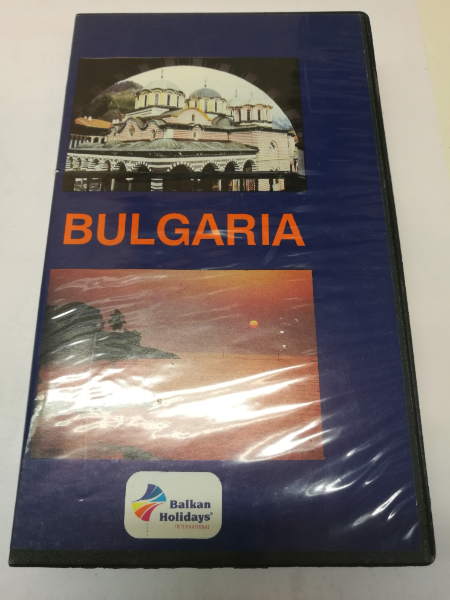 BULGARIA
Balkan
Holidays®
INTERNATIONAL